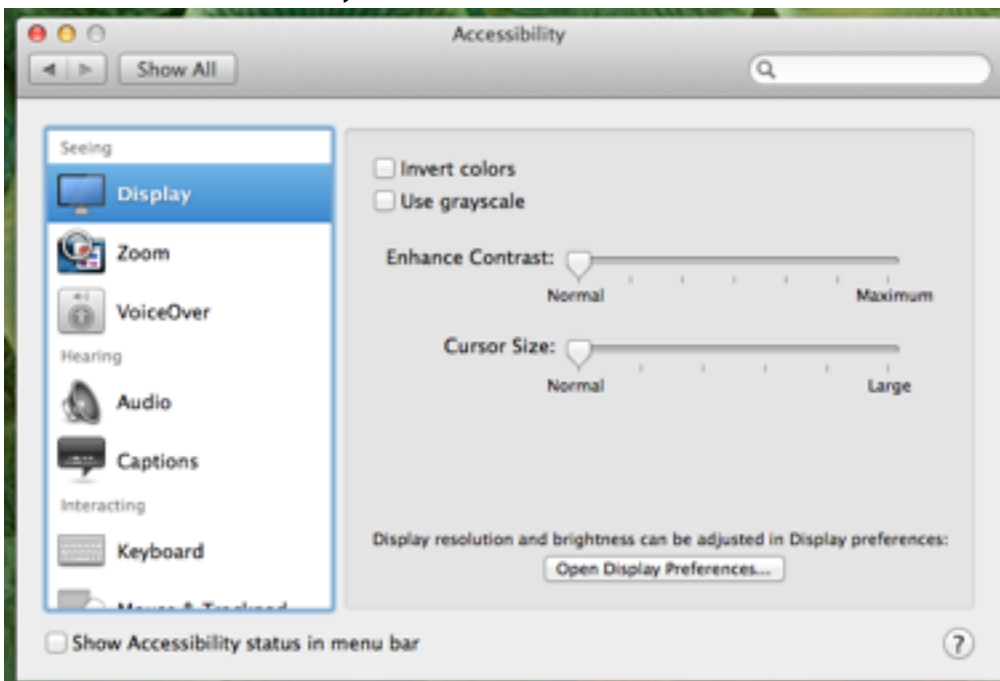 Accessibility
Show All
Seeing
Display
Zoom
VoiceOver
Hearing
Audio
Captions
Interacting
Keyboard
Invert colors
Use grayscale
Enhance Contrast:
Normal Maximum
Cursor Size:
Normal Large
Display resolution and brightness can be adjusted in Display preferences:
Open Display Preferences...
Show Accessibility status in menu bar
?